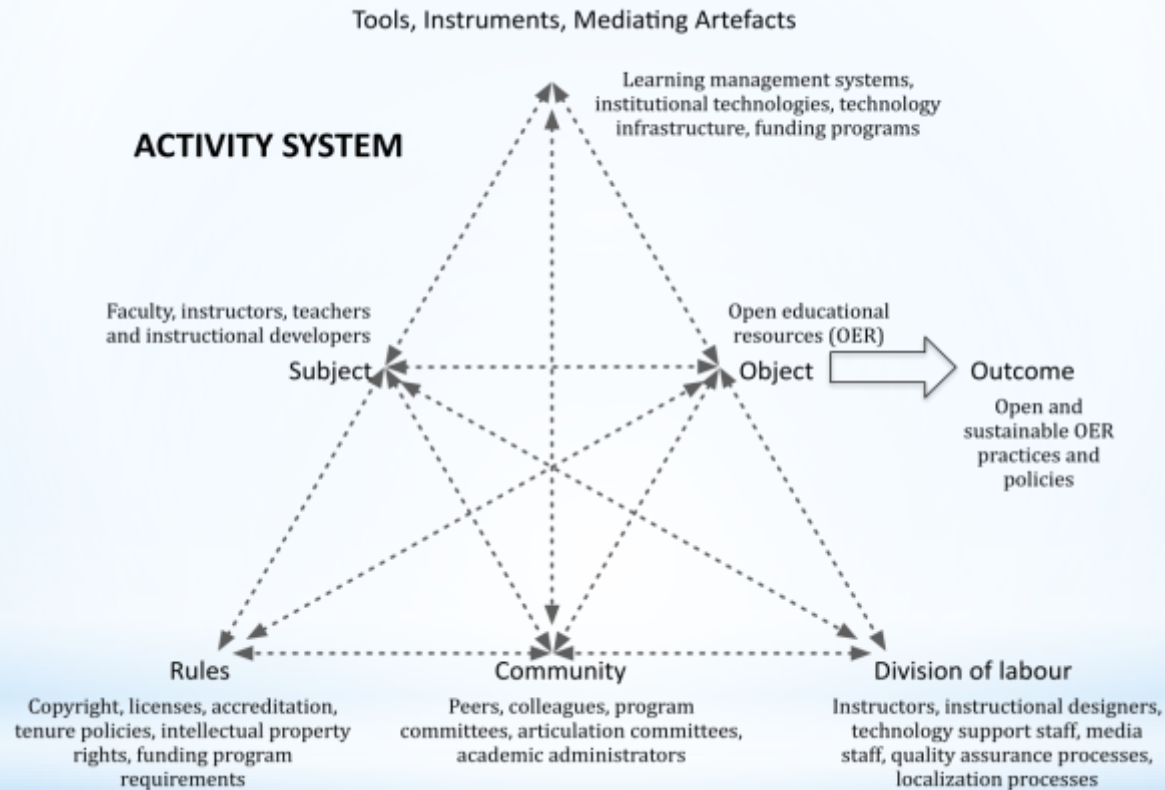 Tools, Instruments, Mediating Artefacts
Learning management systems,
institutional technologies, technology
infrastructure, funding programs
ACTIVITY SYSTEM
Faculty, instructors, teachers
and instructional developers
Subject
Open educational
resources (OER)
Object
Outcome
Open and
sustainable OER
practices and
policies
Rules
Copyright, licenses, accreditation,
tenure policies, intellectual property
rights, funding program
requirements
Community
Peers, colleagues, program
committees, articulation committees,
academic administrators
Division of labour
Instructors, instructional designers,
technology support staff, media
staff, quality assurance processes,
localization processes